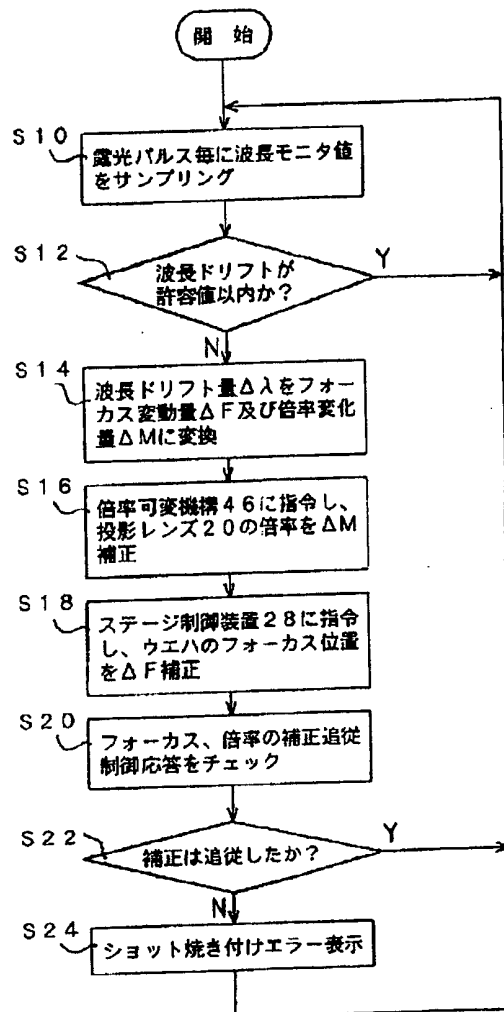 開 始
S10
露光パルス毎に波長モニタ値
をサンプリング
S12
波長ドリフトが
許容値以内か?
Y
N
S14
波長ドリフト量Δλをフォー
カス変動量ΔF及び倍率変化
量ΔMに変換
S16
倍率可変機構46に指令し、
投影レンズ20の倍率をΔM
補正
S18
ステージ制御装置28に指令
し、ウエハのフォーカス位置
をΔF補正
S20
フォーカス、倍率の補正追従
制御応答をチェック
S22
補正は追従したか?
Y
N
S24
ショット焼き付けエラー表示